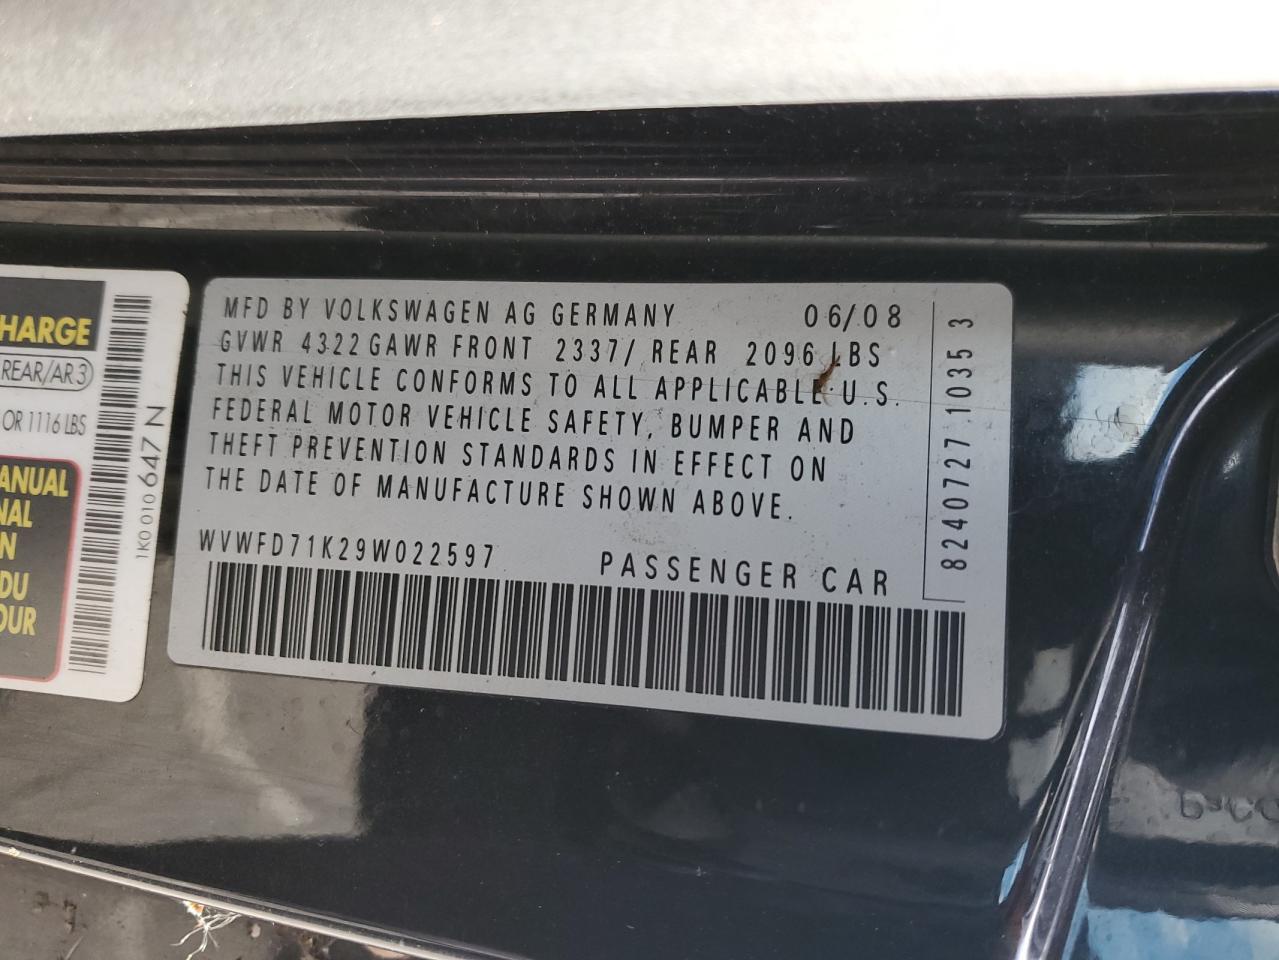 HARGE
REAR/AR 3
OR 1116 LBS
ANUAL
NAL
N
DU
OUR
1K0 010 647 N
MFD BY VOLKSWAGEN AG GERMANY 06/08
GVWR 4322 GAWR FRONT 2337/ REAR 2096 LBS
THIS VEHICLE CONFORMS TO ALL APPLICABLE U.S.
FEDERAL MOTOR VEHICLE SAFETY, BUMPER AND
THEFT PREVENTION STANDARDS IN EFFECT ON
THE DATE OF MANUFACTURE SHOWN ABOVE.
WVWFD71K29W022597 PASSENGER CAR
82407271035 3